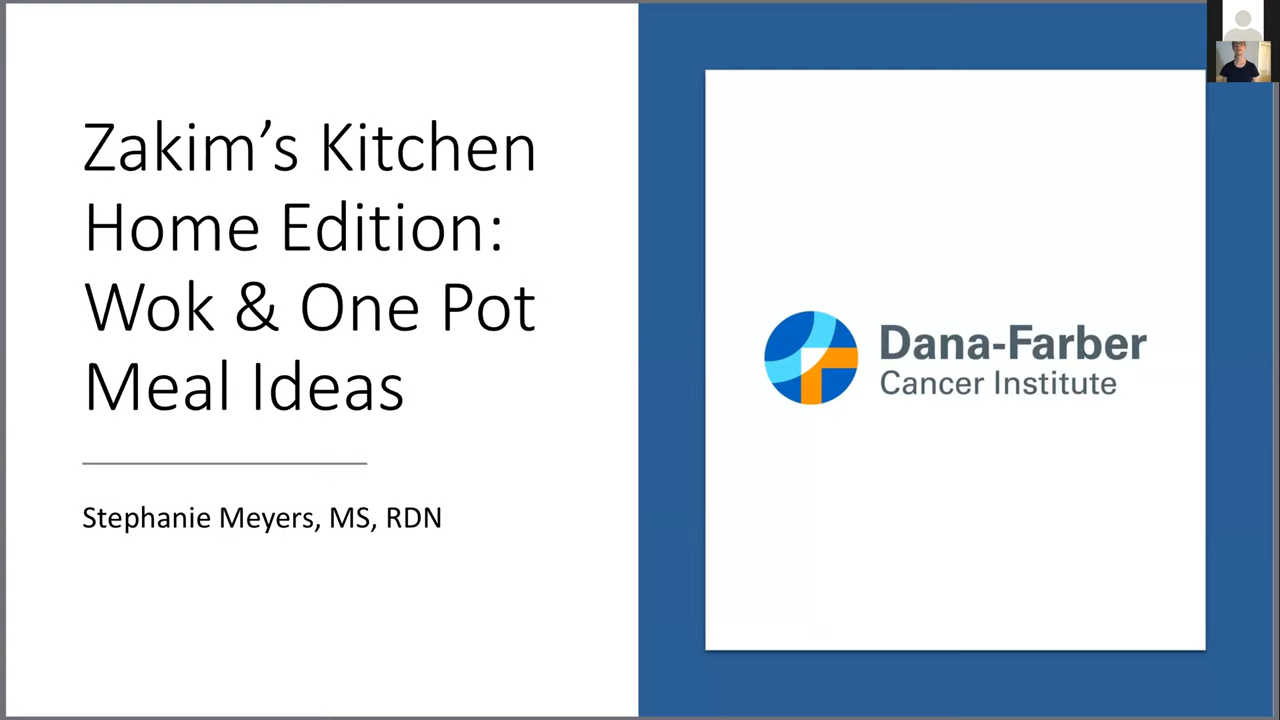 Zakim’s Kitchen
Home Edition:
Wok & One Pot
Meal Ideas
Stephanie Meyers, MS, RDN
Dana-Farber
Cancer Institute